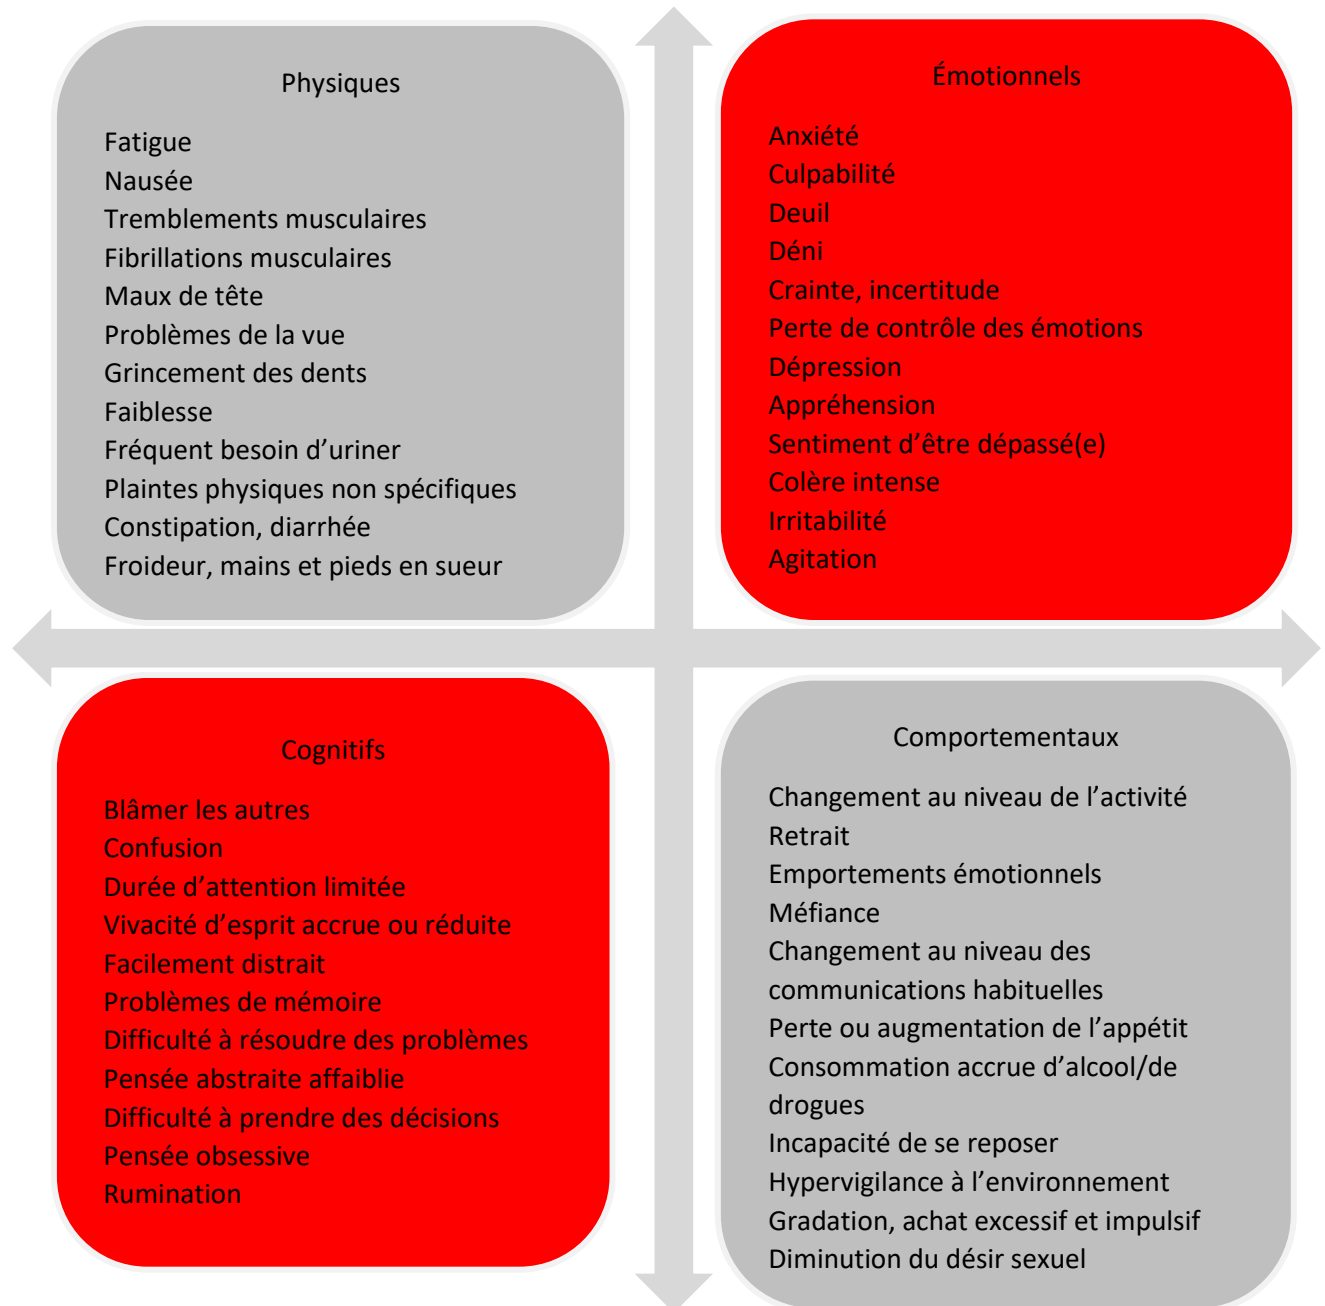 Physiques
Fatigue
Nausée
Tremblements musculaires
Fibrillations musculaires
Maux de tête
Problèmes de la vue
Grincement des dents
Faiblesse
Fréquent besoin d’uriner
Plaintes physiques non spécifiques
Constipation, diarrhée
Froideur, mains et pieds en sueur
Émotionnels
Anxiété
Culpabilité
Deuil
Déni
Crainte, incertitude
Perte de contrôle des émotions
Dépression
Appréhension
Sentiment d’être dépassé(e)
Colère intense
Irritabilité
Agitation
Cognitifs
Blâmer les autres
Confusion
Durée d’attention limitée
Vivacité d’esprit accrue ou réduite
Facilement distrait
Problèmes de mémoire
Difficulté à résoudre des problèmes
Pensée abstraite affaiblie
Difficulté à prendre des décisions
Pensée obsessive
Rumination
Comportementaux
Changement au niveau de l’activité
Retrait
Emportements émotionnels
Méfiance
Changement au niveau des
communications habituelles
Perte ou augmentation de l’appétit
Consommation accrue d’alcool/de
drogues
Incapacité de se reposer
Hypervigilance à l’environnement
Gradation, achat excessif et impulsif
Diminution du désir sexuel